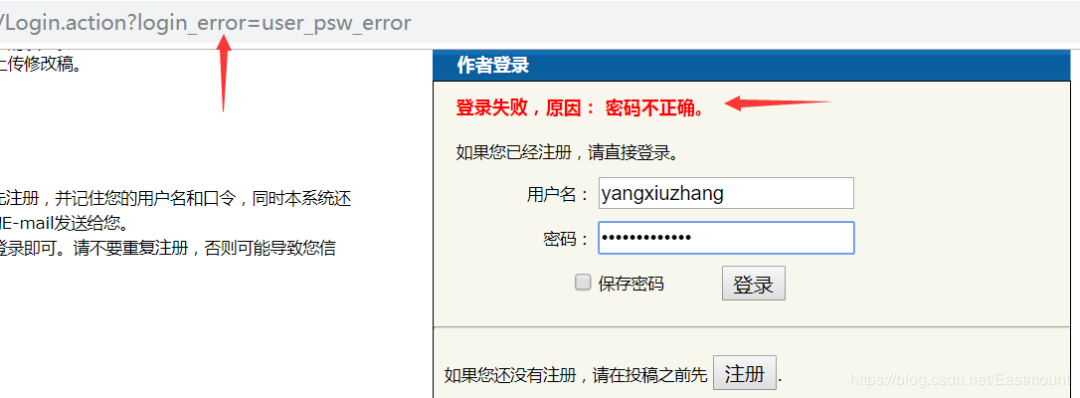 /Login.action?login_error=user_psw_error
上传修改稿。
先注册，并记住您的用户名和口令，同时本系统还
E-mail发送给您。
登录即可。请不要重复注册，否则可能导致您信
作者登录
登录失败，原因： 密码不正确。
如果您已经注册，请直接登录。
用户名： yangxiuzhang
密码： •••••••••••••
保存密码 登录
如果您还没有注册，请在投稿之前先 注册 .
https://blog.csdn.net/Eastmount